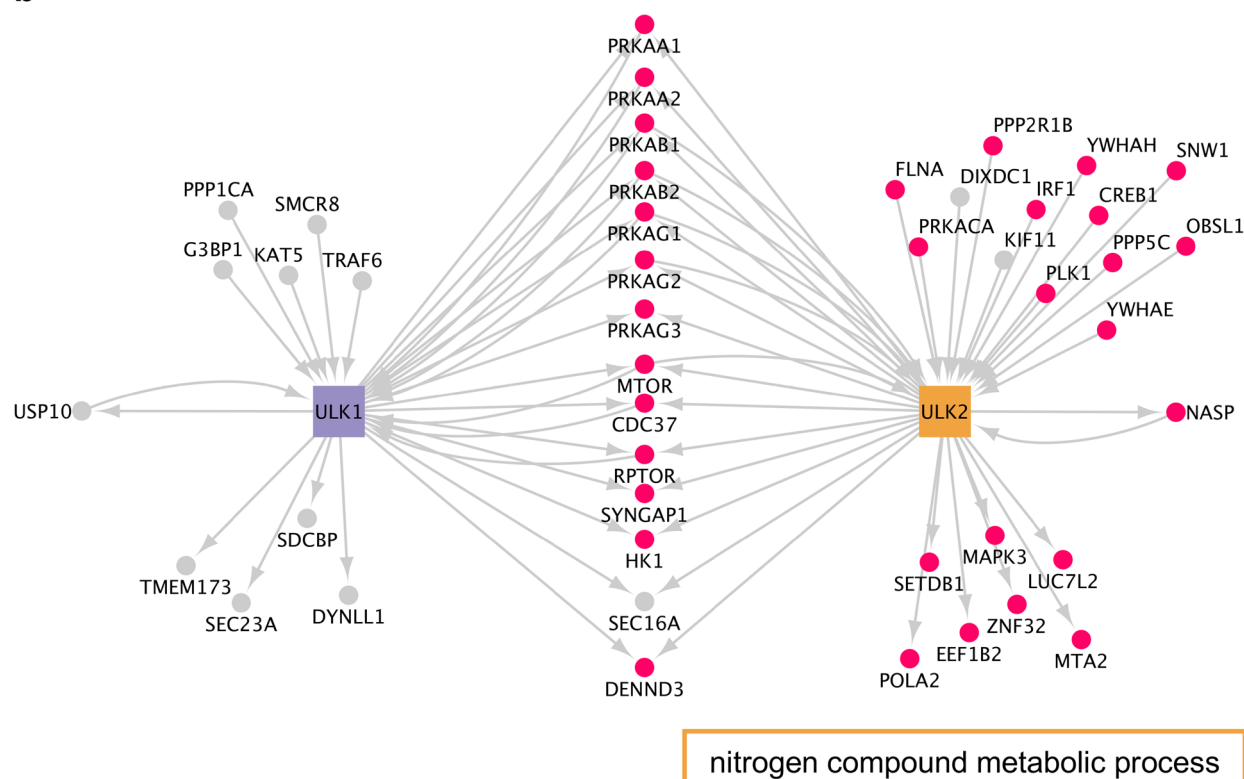 PRKAA1
PRKAA2
PRKAB1
PRKAB2
PRKAG1
PRKAG2
PRKAG3
MTOR
CDC37
RPTOR
SYNGAP1
HK1
SEC16A
DENND3
PPP1CA
SMCR8
G3BP1
KAT5
TRAF6
USP10
ULK1
SDCBP
TMEM173
SEC23A
DYNLL1
PPP2R1B
FLNA
DIXDC1
YWHAH
SNW1
IRF1
CREB1
PRKACA
KIF11
PPP5C
OBSL1
PLK1
YWHAE
ULK2
NASP
MAPK3
SETDB1
LUC7L2
ZNF32
EEF1B2
MTA2
POLA2
nitrogen compound metabolic process